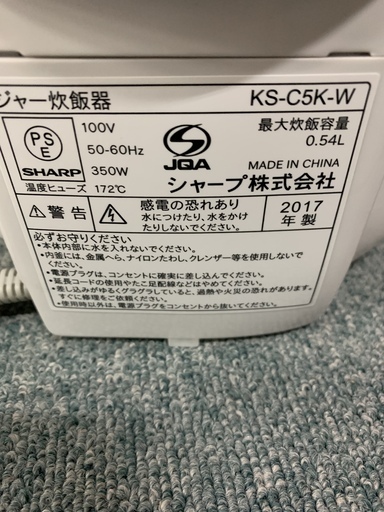 ジャー炊飯器 KS-C5K-W
PS
E
SHARP
100V
50-60Hz
350W
温度ヒューズ 172℃
JQA
最大炊飯容量
0.54L
MADE IN CHINA
シャープ株式会社
警告
感電の恐れあり
水につけたり、水をかけ
たりしないでください。
2017
年製
必ずお守りください
•本体内部に水を入れないでください。
•内釜には、金属へら、ナイロンたわし、クレンザー等を使用しないで
ください。
•電源プラグは、コンセントに確実に差し込んでください。
•延長コードの使用やたこ足配線などはやめてください。
•差し込みがゆるくグラグラしていると、過熱や火災の恐れがあります。
すぐに修理をご依頼ください。
•使用時以外は、電源プラグをコンセントから抜いてください。